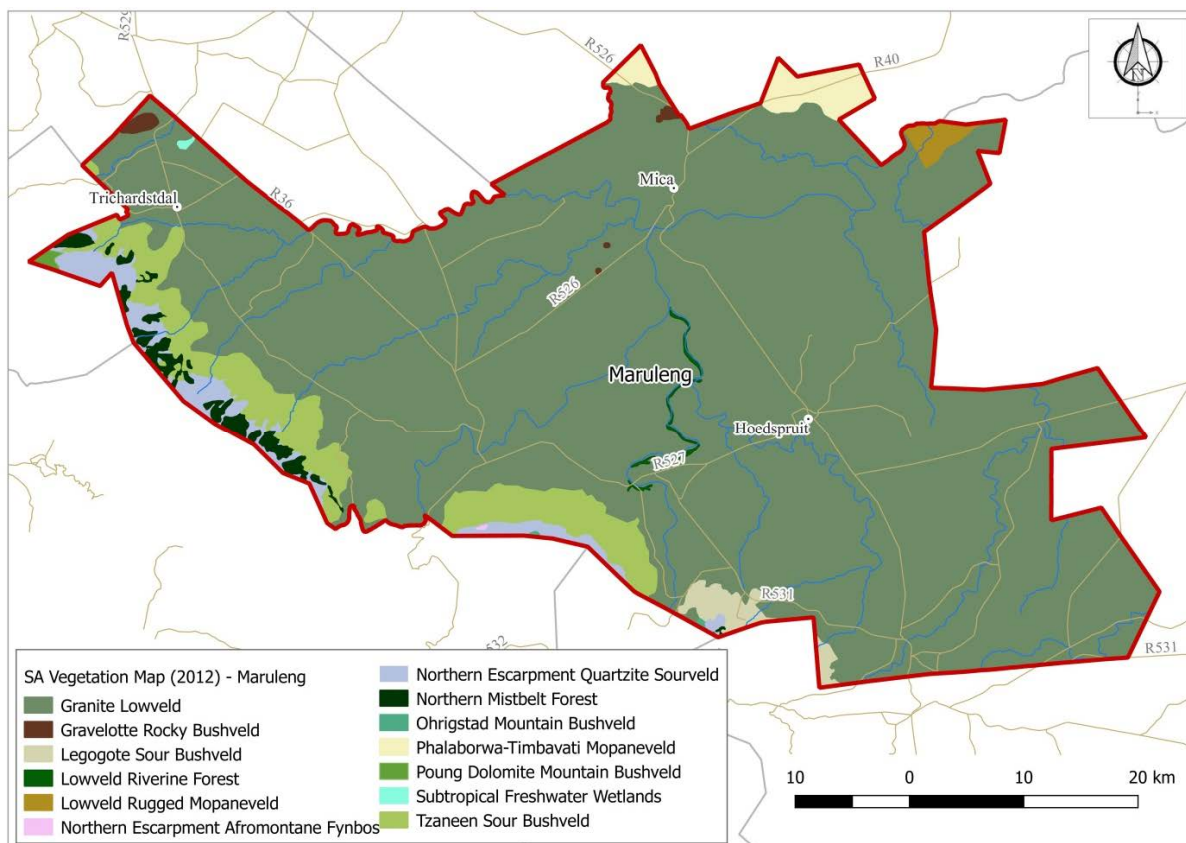 R529
R526
R40
Trichardstdal
R36
Mica
R526
Maruleng
Hoedspruit
R527
R531
R532
R531
N
SA Vegetation Map (2012) - Maruleng
Granite Lowveld
Gravelotte Rocky Bushveld
Legogote Sour Bushveld
Lowveld Riverine Forest
Lowveld Rugged Mopaneveld
Northern Escarpment Afromontane Fynbos
Northern Escarpment Quartzite Sourveld
Northern Mistbelt Forest
Ohrigstad Mountain Bushveld
Phalaborwa-Timbavati Mopaneveld
Poung Dolomite Mountain Bushveld
Subtropical Freshwater Wetlands
Tzaneen Sour Bushveld
10 0 10 20 km